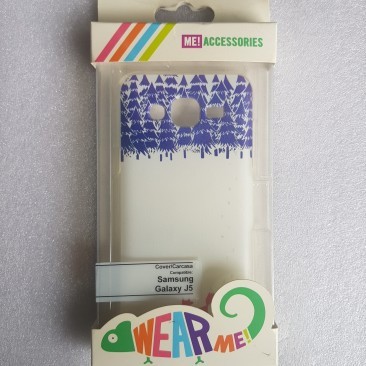 ME! ACCESSORIES
Cover/Carcasa
Compatible:
Samsung
Galaxy J5
WEAR ME!